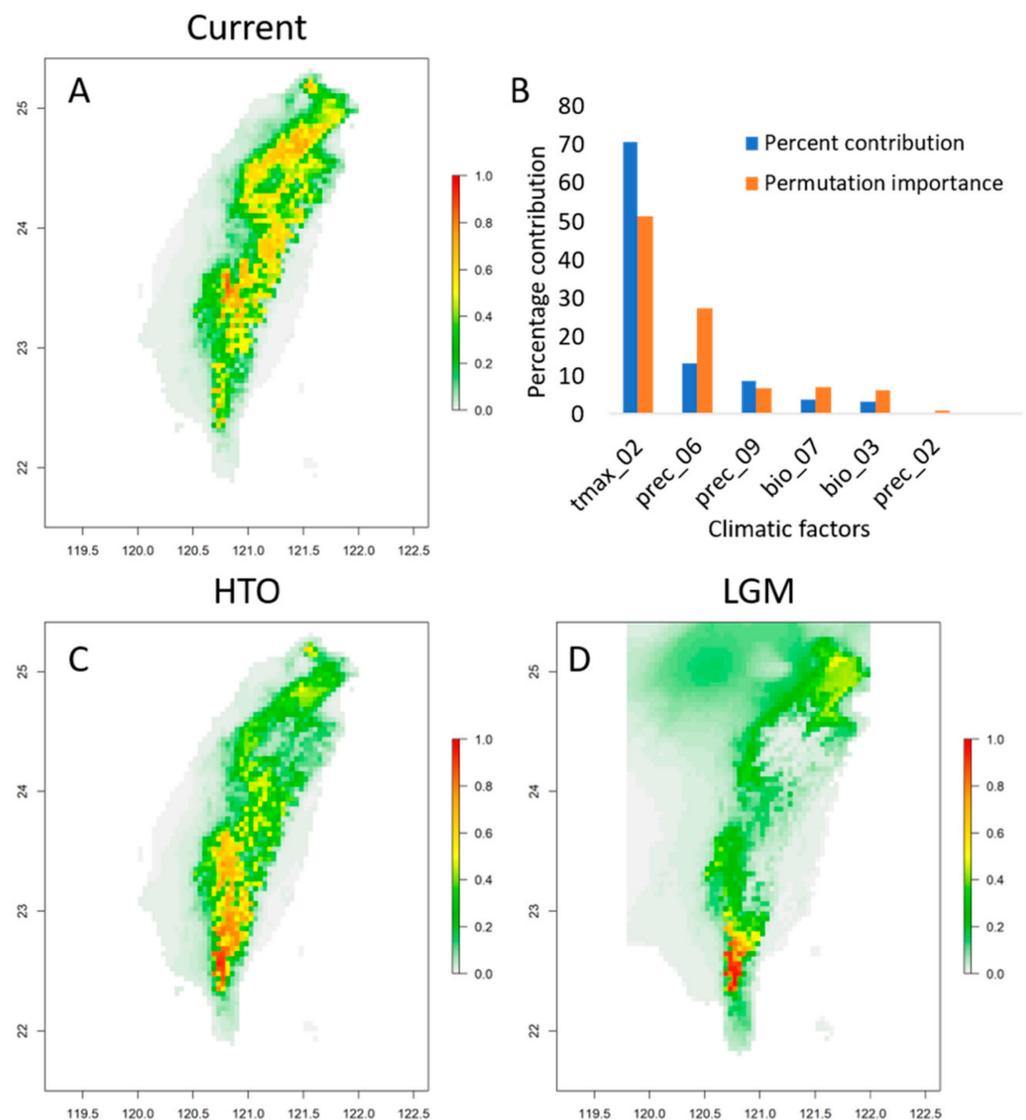 Current
A
25
24
23
22
119.5 120.0 120.5 121.0 121.5 122.0 122.5
1.0
0.8
0.6
0.4
0.2
0.0
B
Percentage contribution
80
70
60
50
40
30
20
10
0
Percent contribution
Permutation importance
tmax_02 prec_06 prec_09 bio_07 bio_03 prec_02
Climatic factors
HTO
C
25
24
23
22
119.5 120.0 120.5 121.0 121.5 122.0 122.5
1.0
0.8
0.6
0.4
0.2
0.0
LGM
D
25
24
23
22
119.5 120.0 120.5 121.0 121.5 122.0 122.5
1.0
0.8
0.6
0.4
0.2
0.0